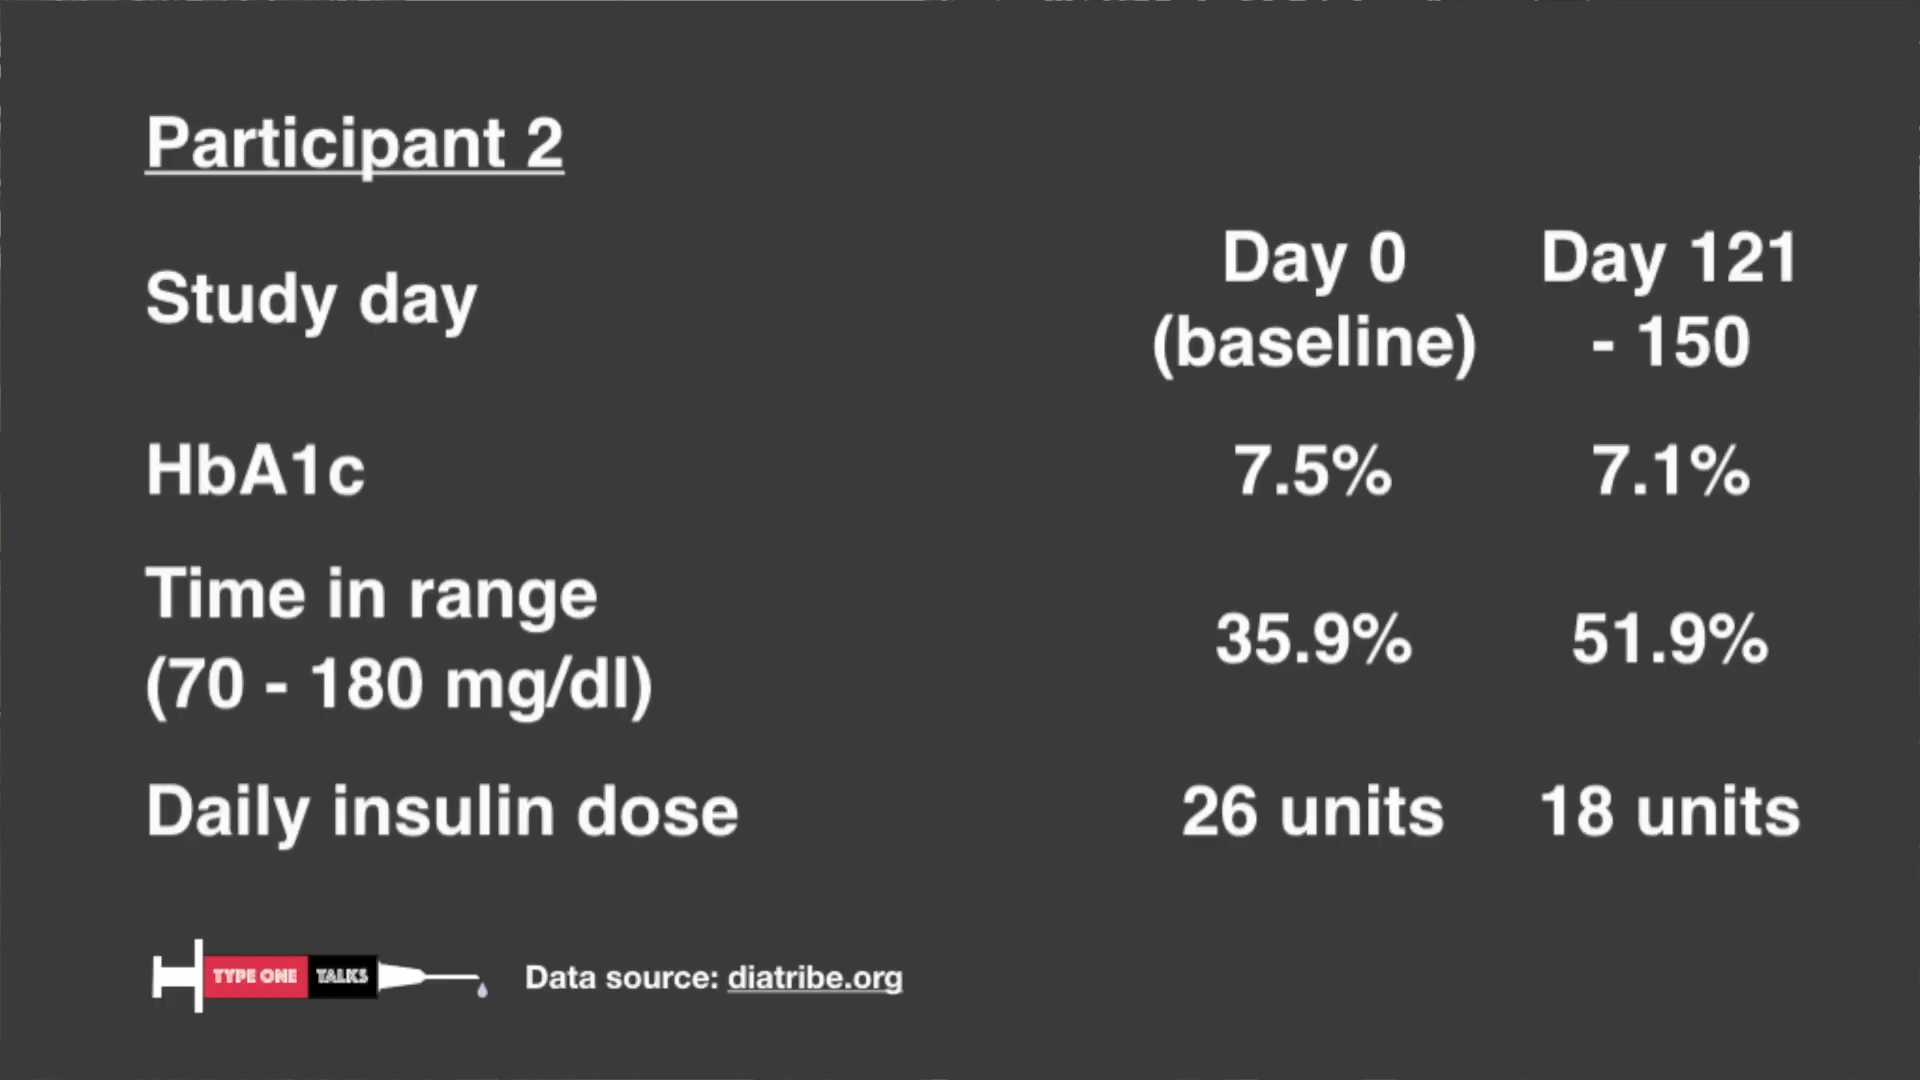 Participant 2
Study day
Day 0
(baseline)
Day 121
- 150
HbA1c 7.5% 7.1%
Time in range
(70 - 180 mg/dl)
35.9% 51.9%
Daily insulin dose 26 units 18 units
TYPE ONE TALKS Data source: diatribe.org